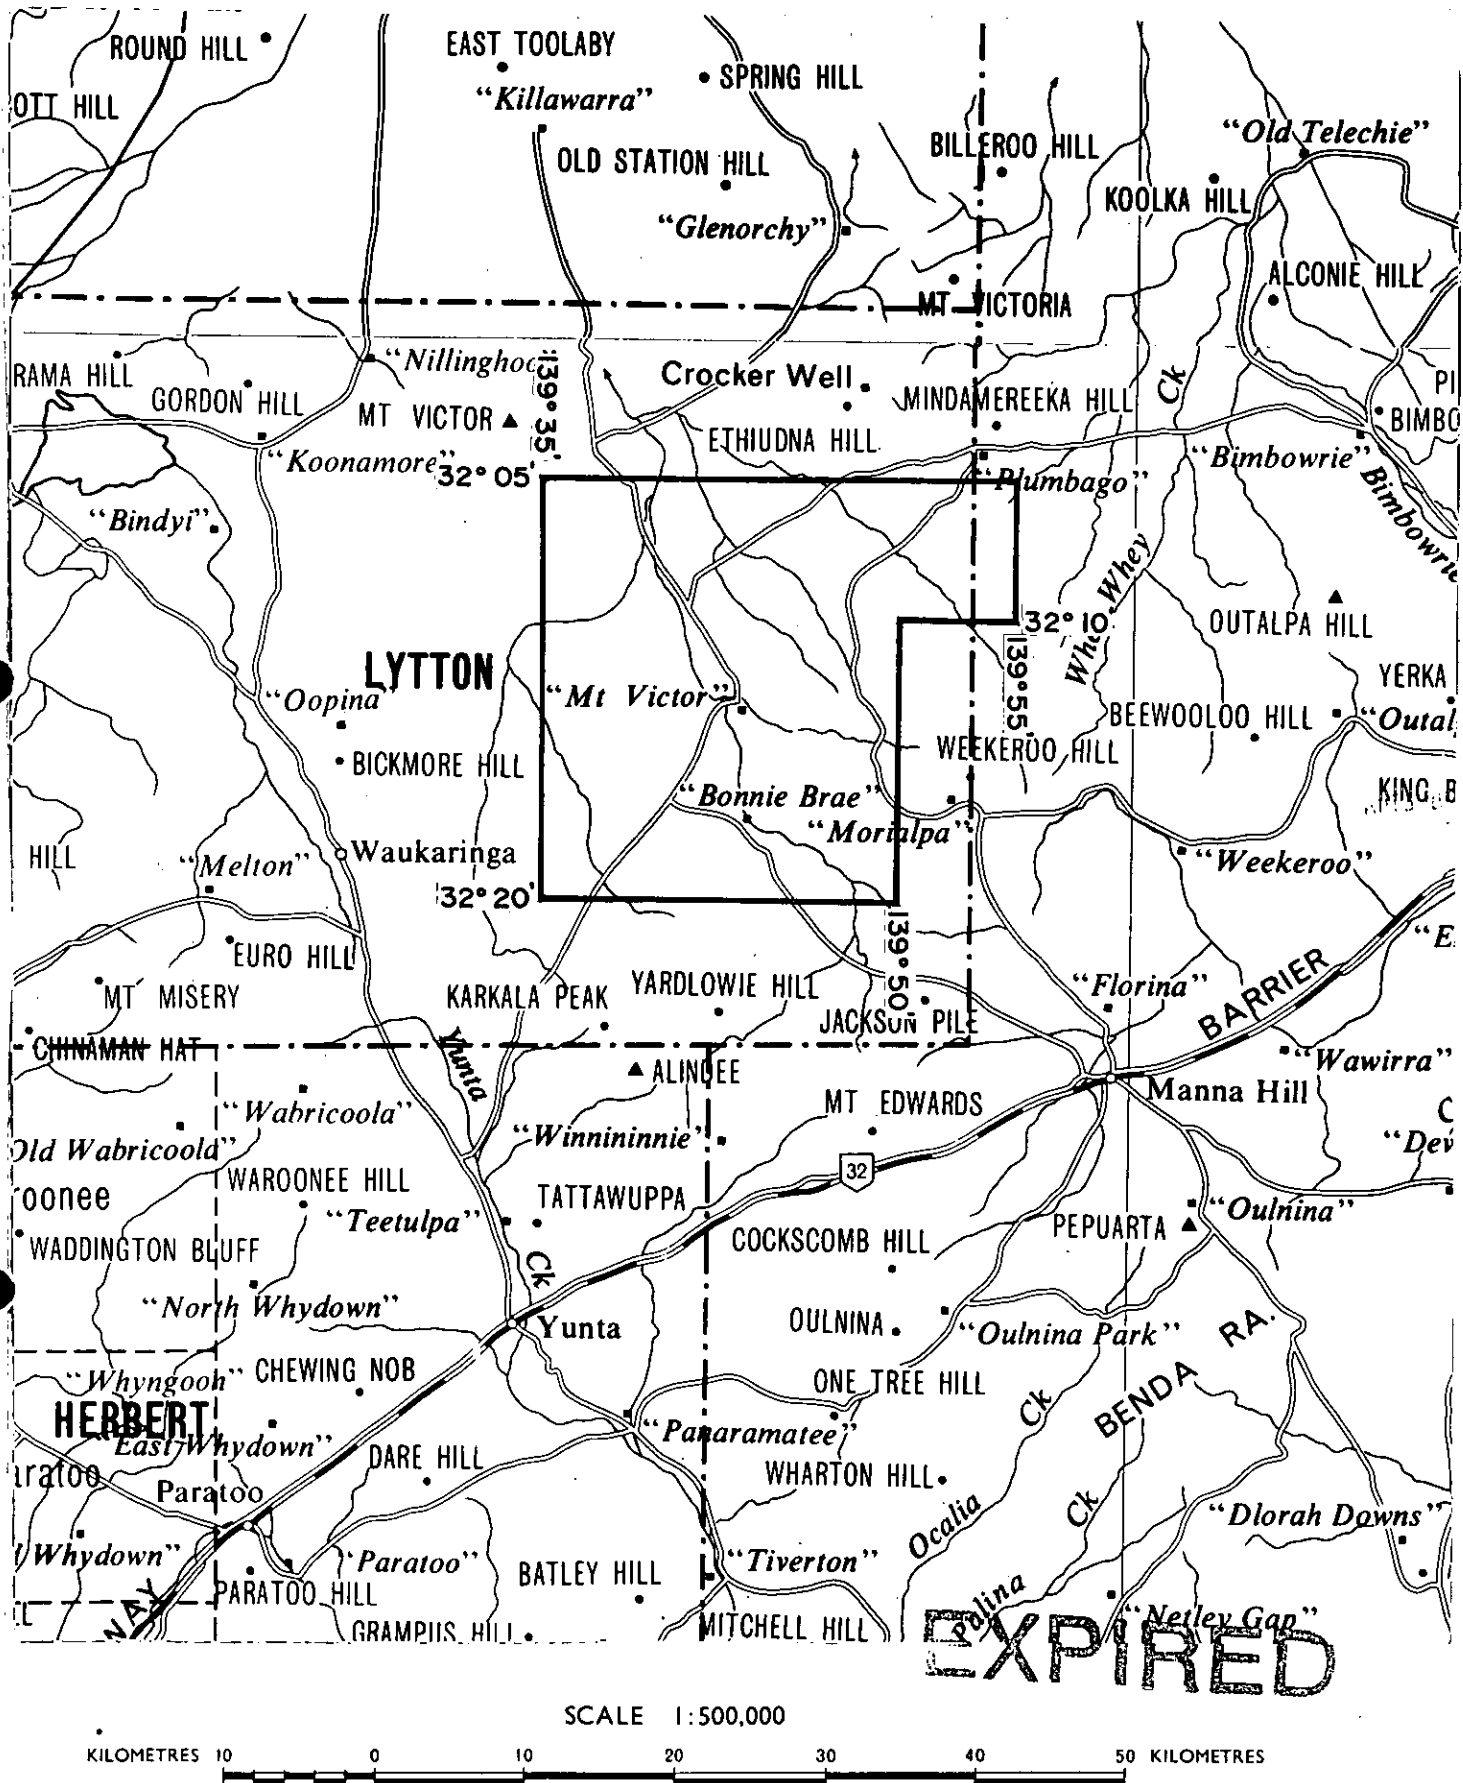 ROUND HILL
EAST TOOLABY
SPRING HILL
"Killawarra"
OTT HILL
"Old Telechie"
BILLEROO HILL
OLD STATION HILL
KOOLKA HILL
"Glenorchy"
ALCONIE HILL
MT VICTORIA
RAMA HILL
"Nillinghoo
139° 35'
Crocker Well
Ck
GORDON HILL
MINDAMEREEKA HILL
PI
MT VICTOR
BIMBO
ETHIUDNA HILL
"Koonamore"
32° 05'
"Plumbago"
"Bimbowrie"
Bimbowrie
"Bindyi"
Whey Whey
32° 10'
OUTALPA HILL
LYTTON
139° 55'
YERKA
"Oopina"
"Mt Victor"
BEEWOOLOO HILL
"Outal
WEEKEROO HILL
BICKMORE HILL
"Bonnie Brae"
KING B
"Morialpa"
HILL
"Melton"
Waukaringa
"Weekeroo"
32° 20'
139° 50'
"E
EURO HILL
BARRIER
MT MISERY
KARKALA PEAK
YARDLOWIE HILL
"Florina"
JACKSON PILE
CHINAMAN HAT
Yunta
"Wawirra"
ALINDEE
Manna Hill
"Wabricoola"
MT EDWARDS
C
Old Wabricoola"
"Winnininnie"
"Dev
32
WAROONEE HILL
roonee
TATTAWUPPA
"Teetulpa"
"Oulnina"
PEPUARTA
WADDINGTON BLUFF
COCKSCOMB HILL
Ck
"North Whydown"
Yunta
OULNINA
"Oulnina Park"
BENDA RA.
"Whyngoon"
CHEWING NOB
ONE TREE HILL
HERBERT
Ck
"East Whydown"
"Panaramatee"
DARE HILL
aratoo
WHARTON HILL
Paratoo
Ocalia
Ck
"Dlorah Downs"
Whydown"
"Paratoo"
BATLEY HILL
"Tiverton"
PARATOO HILL
Palina
L
WAY
GRAMPUS HILL
MITCHELL HILL
"Netley Gap"
EXPIRED
SCALE 1:500,000
KILOMETRES 10 0 10 20 30 40 50 KILOMETRES